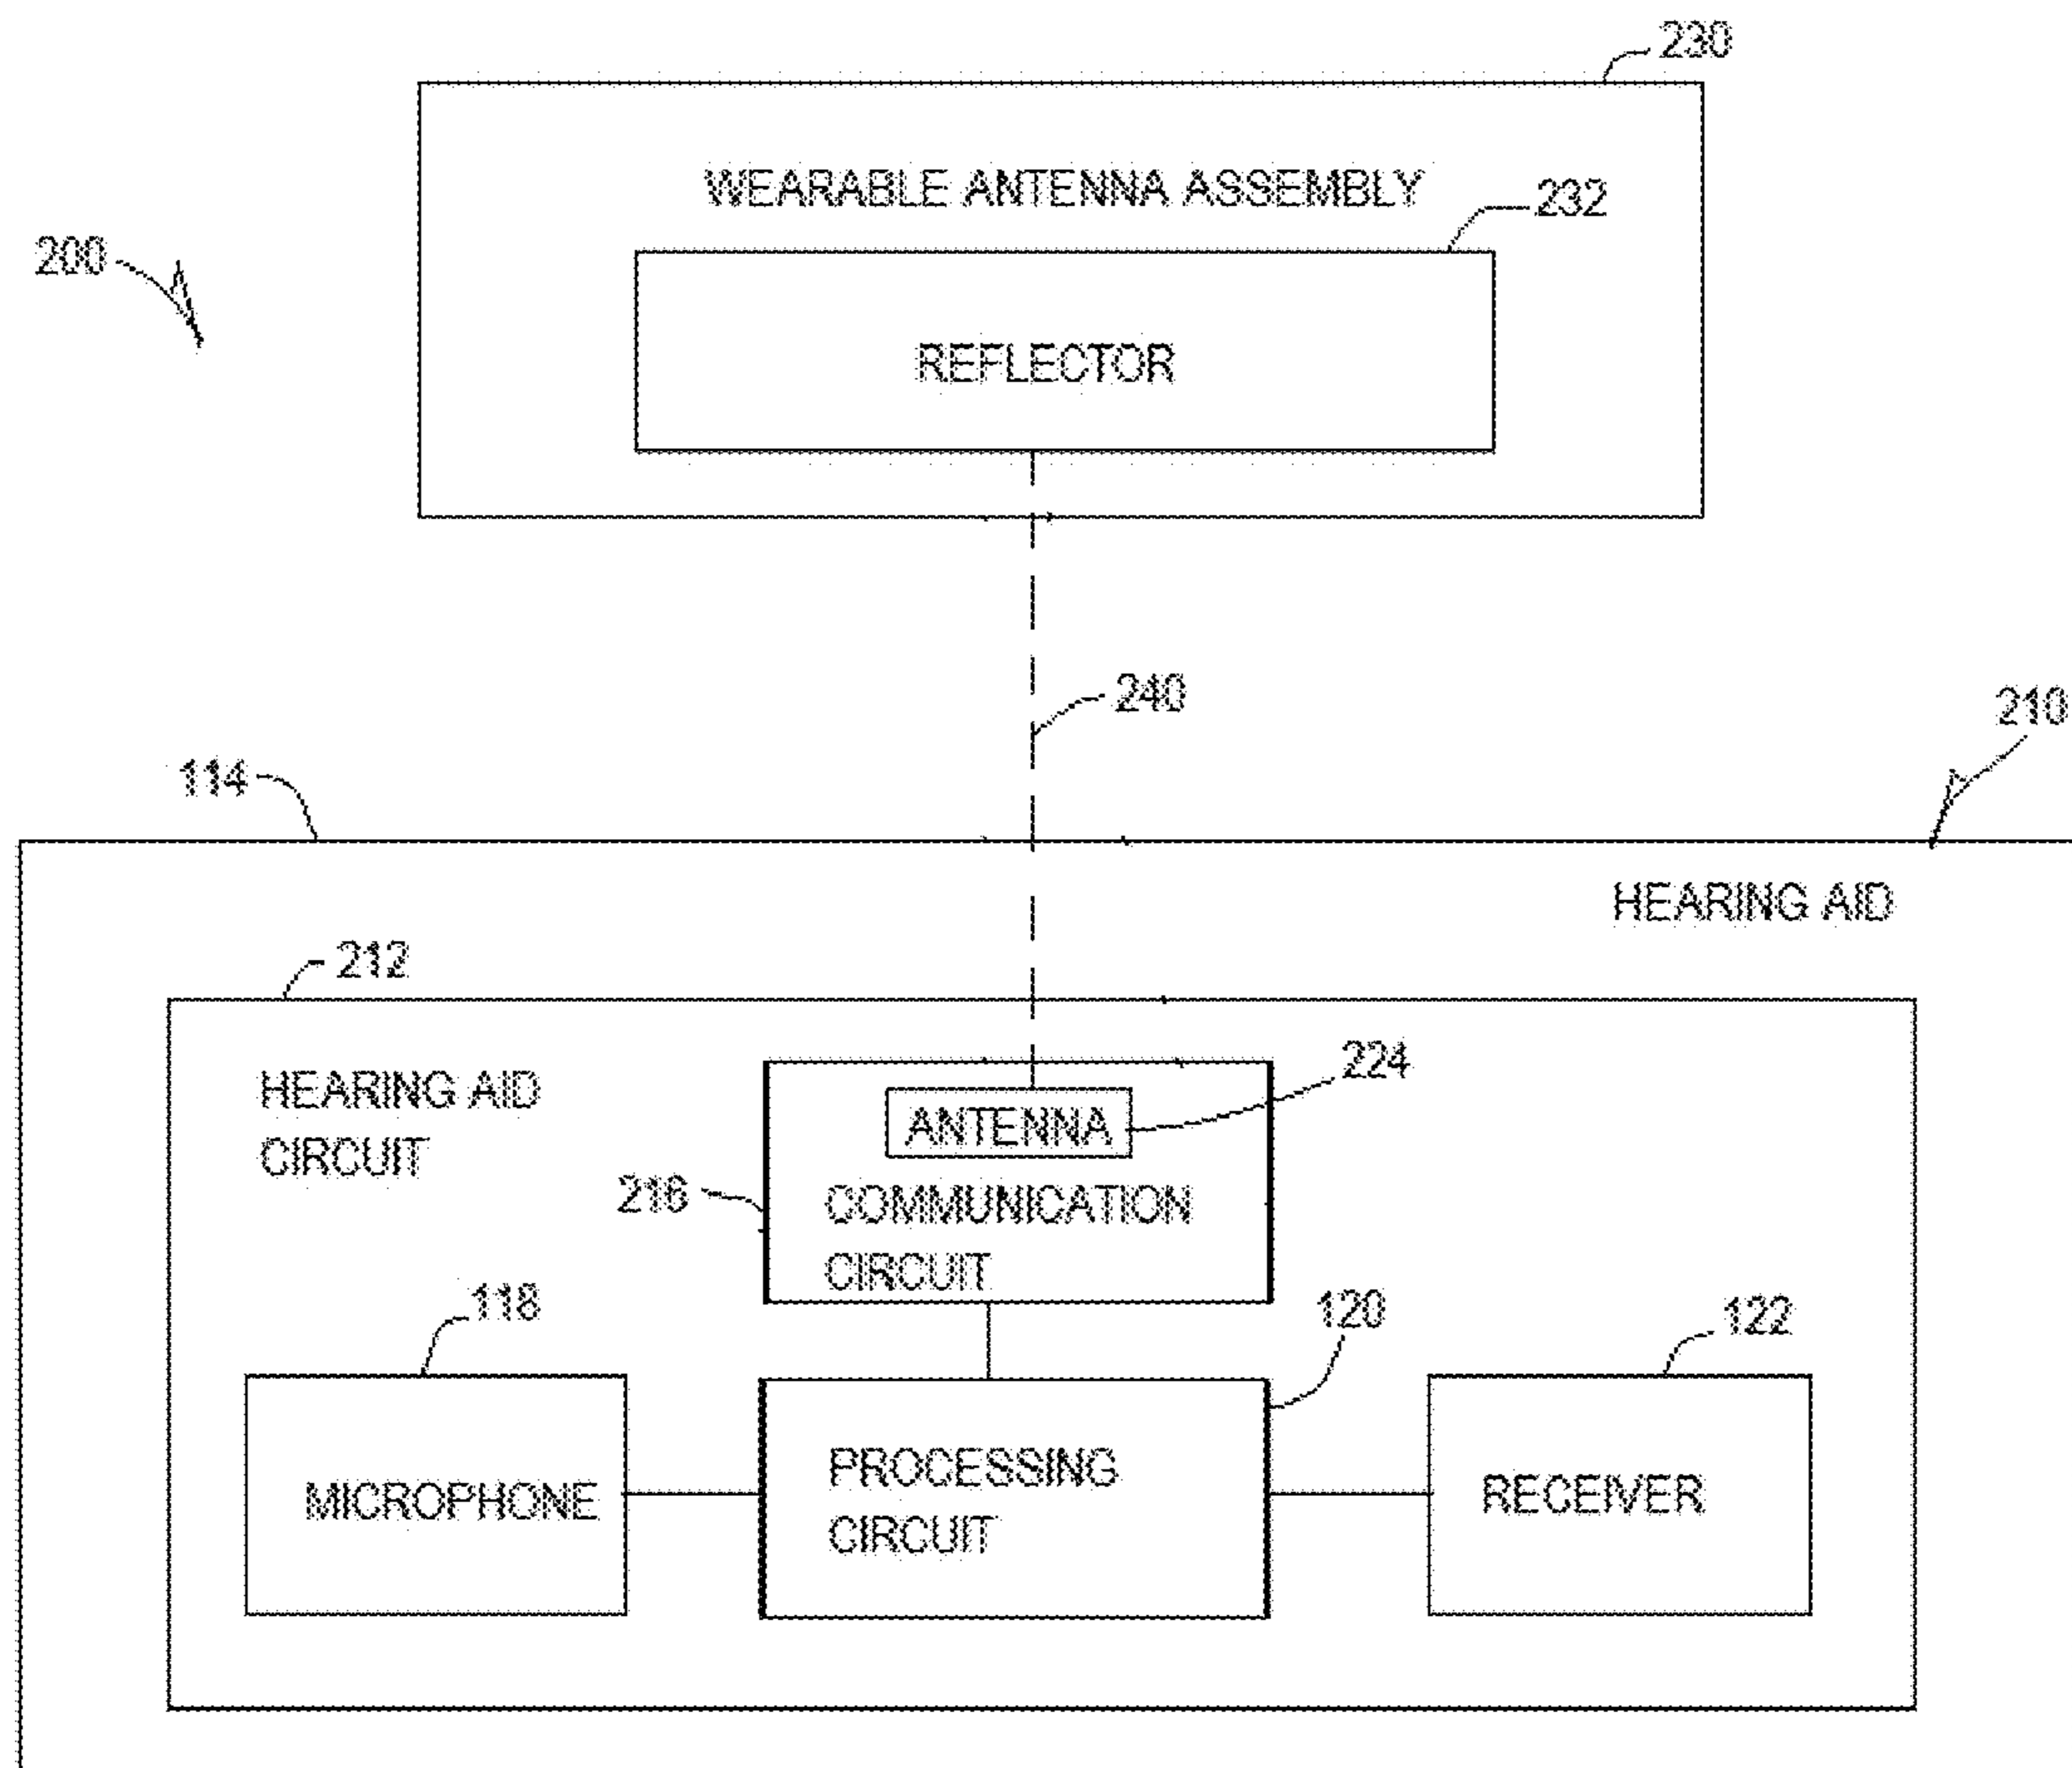 230
WEARABLE ANTENNA ASSEMBLY
232
200
REFLECTOR
240
210
114
HEARING AID
212
HEARING AID
CIRCUIT
224
ANTENNA
216
COMMUNICATION
CIRCUIT
118
120
122
MICROPHONE
PROCESSING
CIRCUIT
RECEIVER